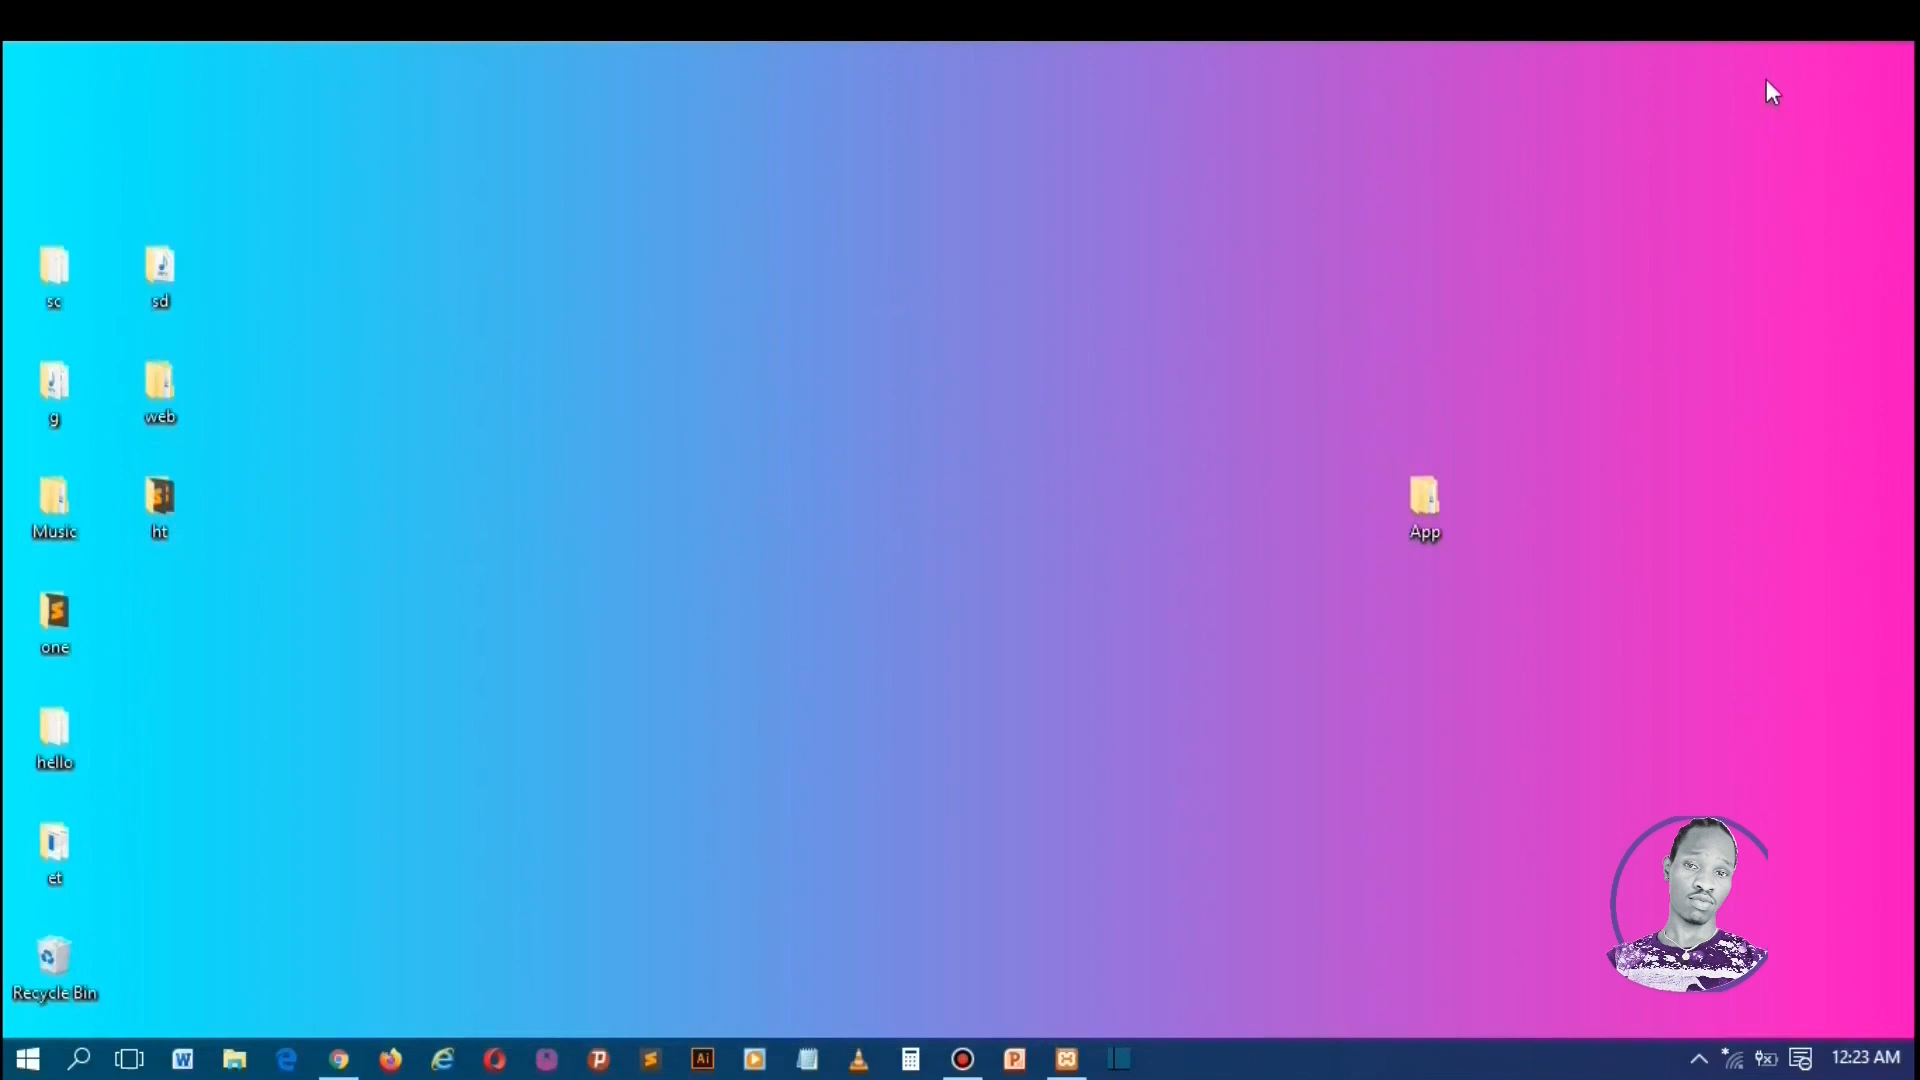 sc
sd
g
web
Music
ht
App
one
hello
et
Recycle Bin
12:23 AM